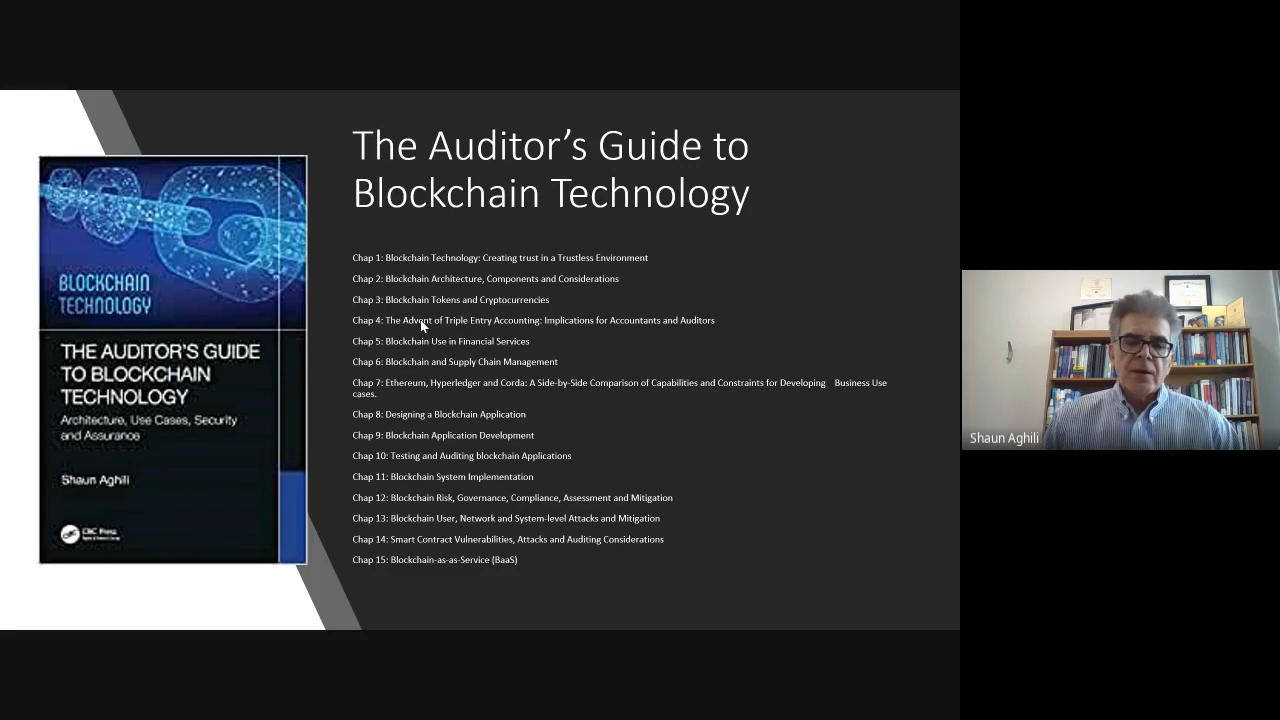 The Auditor's Guide to
Blockchain Technology
BLOCKCHAIN
TECHNOLOGY
THE AUDITOR'S GUIDE
TO BLOCKCHAIN
TECHNOLOGY
Architecture, Use Cases, Security
and Assurance
Shaun Aghili
CRC Press
Chap 1: Blockchain Technology: Creating trust in a Trustless Environment
Chap 2: Blockchain Architecture, Components and Considerations
Chap 3: Blockchain Tokens and Cryptocurrencies
Chap 4: The Advent of Triple Entry Accounting: Implications for Accountants and Auditors
Chap 5: Blockchain Use in Financial Services
Chap 6: Blockchain and Supply Chain Management
Chap 7: Ethereum, Hyperledger and Corda: A Side-by-Side Comparison of Capabilities and Constraints for Developing Business Use
cases.
Chap 8: Designing a Blockchain Application
Chap 9: Blockchain Application Development
Chap 10: Testing and Auditing blockchain Applications
Chap 11: Blockchain System Implementation
Chap 12: Blockchain Risk, Governance, Compliance, Assessment and Mitigation
Chap 13: Blockchain User, Network and System-level Attacks and Mitigation
Chap 14: Smart Contract Vulnerabilities, Attacks and Auditing Considerations
Chap 15: Blockchain-as-as-Service (BaaS)
Shaun Aghili